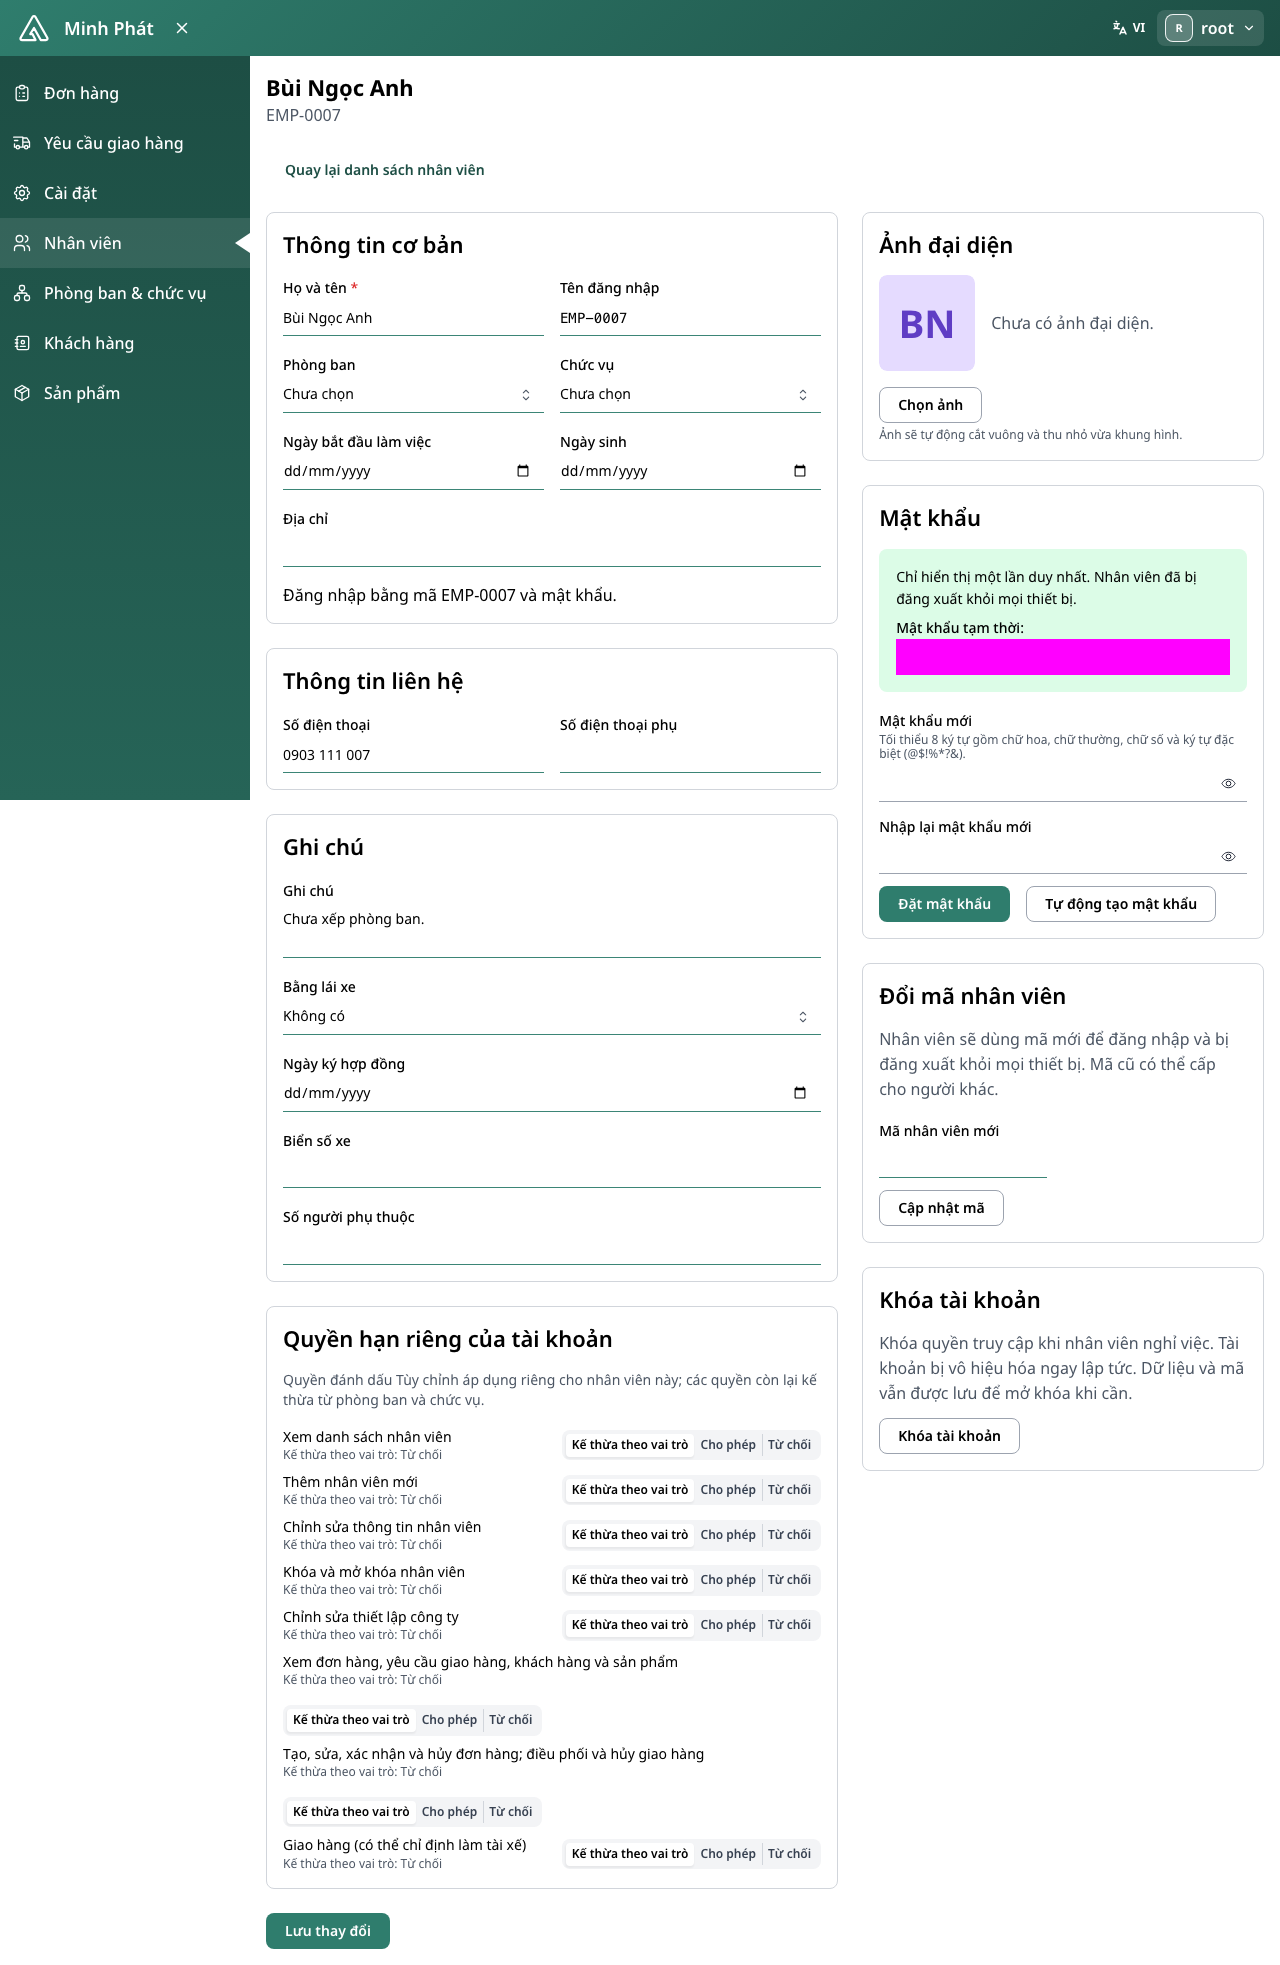 Minh Phát
VI
R
root
Đơn hàng
Yêu cầu giao hàng
Cài đặt
Nhân viên
Phòng ban & chức vụ
Khách hàng
Sản phẩm
Bùi Ngọc Anh
EMP-0007
Quay lại danh sách nhân viên
Thông tin cơ bản
Họ và tên *
Tên đăng nhập
Bùi Ngọc Anh
EMP-0007
Phòng ban
Chức vụ
Chưa chọn
Chưa chọn
Ngày bắt đầu làm việc
Ngày sinh
dd/mm/yyyy
dd/mm/yyyy
Địa chỉ
Đăng nhập bằng mã EMP-0007 và mật khẩu.
Thông tin liên hệ
Số điện thoại
Số điện thoại phụ
0903 111 007
Ghi chú
Ghi chú
Chưa xếp phòng ban.
Bằng lái xe
Không có
Ngày ký hợp đồng
dd/mm/yyyy
Biển số xe
Số người phụ thuộc
Quyền hạn riêng của tài khoản
Quyền đánh dấu Tùy chỉnh áp dụng riêng cho nhân viên này; các quyền còn lại kế
thừa từ phòng ban và chức vụ.
Xem danh sách nhân viên
Kế thừa theo vai trò: Từ chối
Kế thừa theo vai trò Cho phép Từ chối
Thêm nhân viên mới
Kế thừa theo vai trò: Từ chối
Kế thừa theo vai trò Cho phép Từ chối
Chỉnh sửa thông tin nhân viên
Kế thừa theo vai trò: Từ chối
Kế thừa theo vai trò Cho phép Từ chối
Khóa và mở khóa nhân viên
Kế thừa theo vai trò: Từ chối
Kế thừa theo vai trò Cho phép Từ chối
Chỉnh sửa thiết lập công ty
Kế thừa theo vai trò: Từ chối
Kế thừa theo vai trò Cho phép Từ chối
Xem đơn hàng, yêu cầu giao hàng, khách hàng và sản phẩm
Kế thừa theo vai trò: Từ chối
Kế thừa theo vai trò Cho phép Từ chối
Tạo, sửa, xác nhận và hủy đơn hàng; điều phối và hủy giao hàng
Kế thừa theo vai trò: Từ chối
Kế thừa theo vai trò Cho phép Từ chối
Giao hàng (có thể chỉ định làm tài xế)
Kế thừa theo vai trò: Từ chối
Kế thừa theo vai trò Cho phép Từ chối
Lưu thay đổi
Ảnh đại diện
BN
Chưa có ảnh đại diện.
Chọn ảnh
Ảnh sẽ tự động cắt vuông và thu nhỏ vừa khung hình.
Mật khẩu
Chỉ hiển thị một lần duy nhất. Nhân viên đã bị
đăng xuất khỏi mọi thiết bị.
Mật khẩu tạm thời:
Mật khẩu mới
Tối thiểu 8 ký tự gồm chữ hoa, chữ thường, chữ số và ký tự đặc
biệt (@$!%*?&).
Nhập lại mật khẩu mới
Đặt mật khẩu
Tự động tạo mật khẩu
Đổi mã nhân viên
Nhân viên sẽ dùng mã mới để đăng nhập và bị
đăng xuất khỏi mọi thiết bị. Mã cũ có thể cấp
cho người khác.
Mã nhân viên mới
Cập nhật mã
Khóa tài khoản
Khóa quyền truy cập khi nhân viên nghỉ việc. Tài
khoản bị vô hiệu hóa ngay lập tức. Dữ liệu và mã
vẫn được lưu để mở khóa khi cần.
Khóa tài khoản